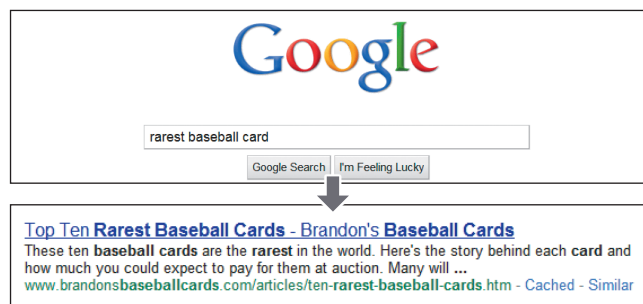 Google
rarest baseball card
Google Search I'm Feeling Lucky
Top Ten Rarest Baseball Cards - Brandon's Baseball Cards
These ten baseball cards are the rarest in the world. Here's the story behind each card and
how much you could expect to pay for them at auction. Many will ...
www.brandonsbaseballcards.com/articles/ten-rarest-baseball-cards.htm - Cached - Similar